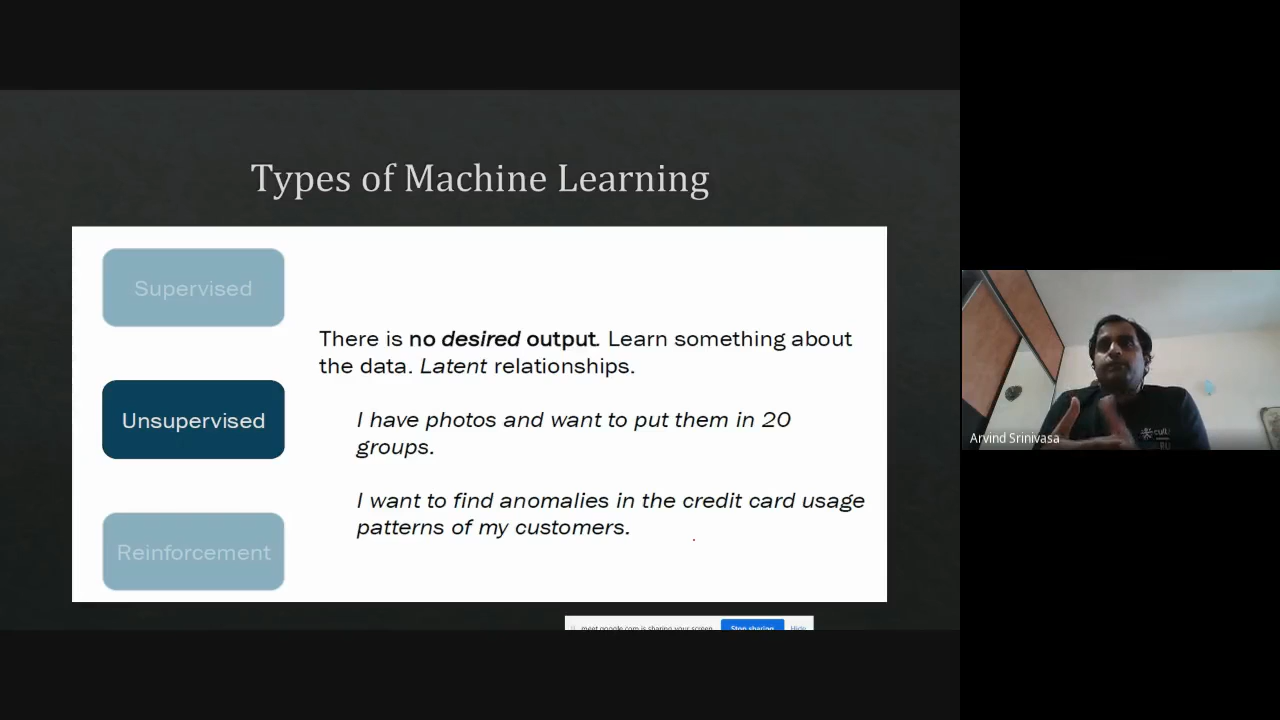 Types of Machine Learning
Supervised
There is no desired output. Learn something about
the data. Latent relationships.
Unsupervised
I have photos and want to put them in 20
groups.
I want to find anomalies in the credit card usage
patterns of my customers.
Reinforcement
meet.google.com is sharing your screen.
Stop sharing
Hide
Arvind Srinivasa